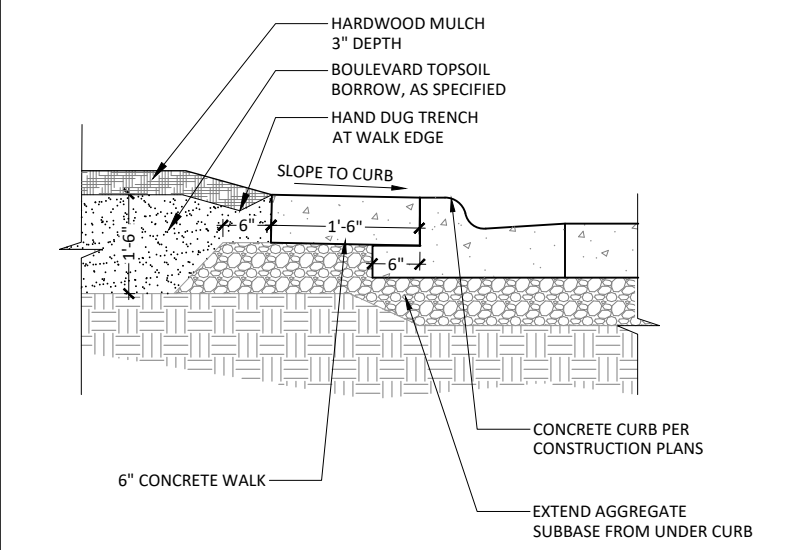 HARDWOOD MULCH
3" DEPTH
BOULEVARD TOPSOIL
BORROW, AS SPECIFIED
HAND DUG TRENCH
AT WALK EDGE
SLOPE TO CURB
6"
1'-6"
1'-6"
6"
CONCRETE CURB PER
CONSTRUCTION PLANS
6" CONCRETE WALK
EXTEND AGGREGATE
SUBBASE FROM UNDER CURB